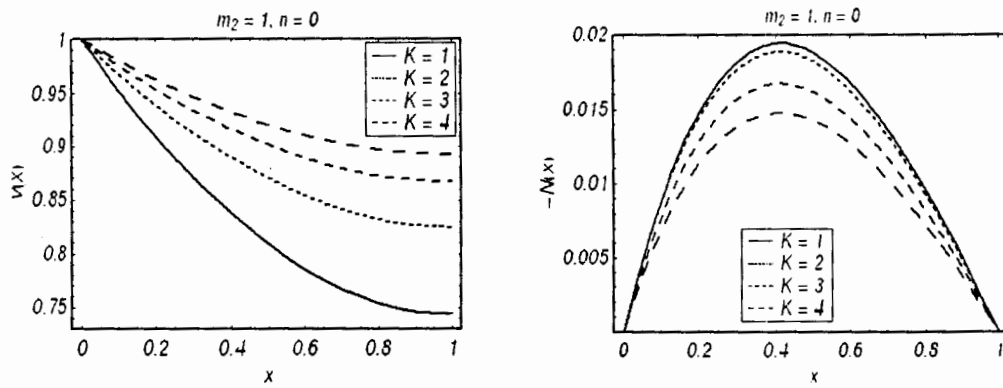 m₂ = 1, n = 0
1
0.95
0.9
0.85
0.8
0.75
0 0.2 0.4 0.6 0.8 1
x
K = 1
K = 2
K = 3
K = 4
m₂ = 1, n = 0
0.02
0.015
0.01
0.005
0 0.2 0.4 0.6 0.8 1
x
K = 1
K = 2
K = 3
K = 4